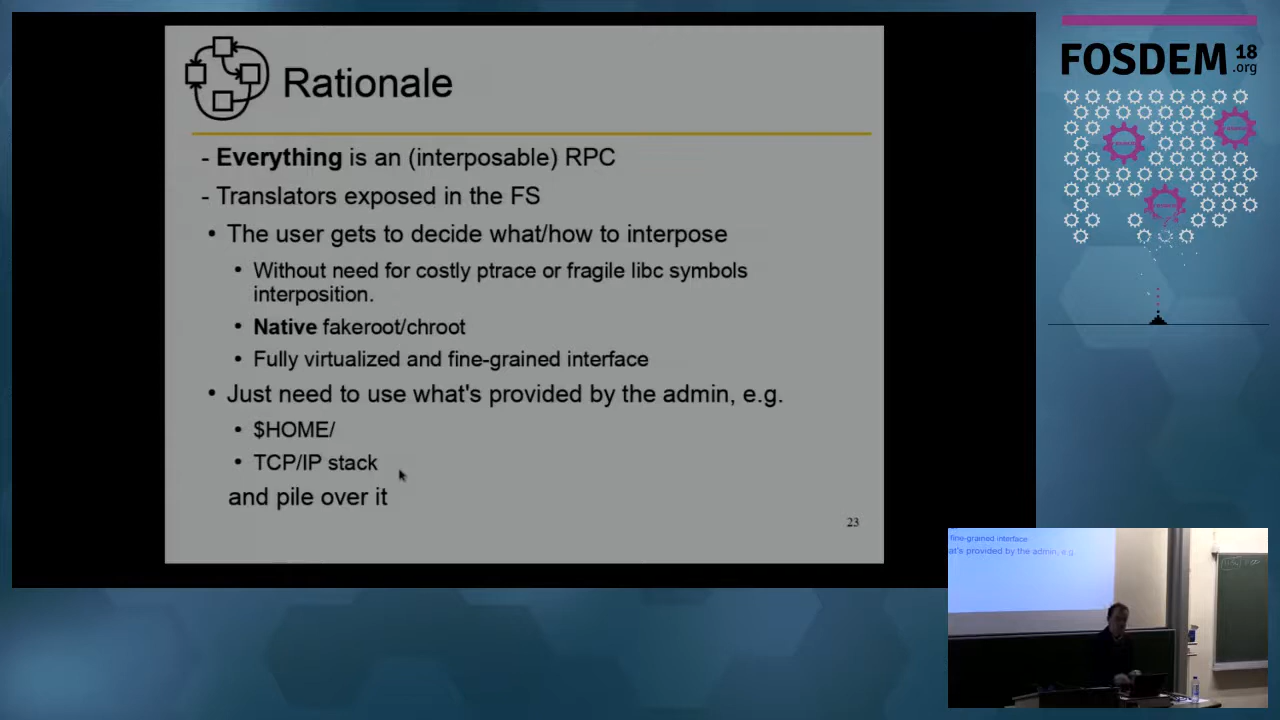 Rationale
- Everything is an (interposable) RPC
- Translators exposed in the FS
• The user gets to decide what/how to interpose
• Without need for costly ptrace or fragile libc symbols
interposition.
• Native fakeroot/chroot
• Fully virtualized and fine-grained interface
• Just need to use what's provided by the admin, e.g.
• $HOME/
• TCP/IP stack
and pile over it
23
FOSDEM 18
.org
fine-grained interface
at's provided by the admin, e.g.